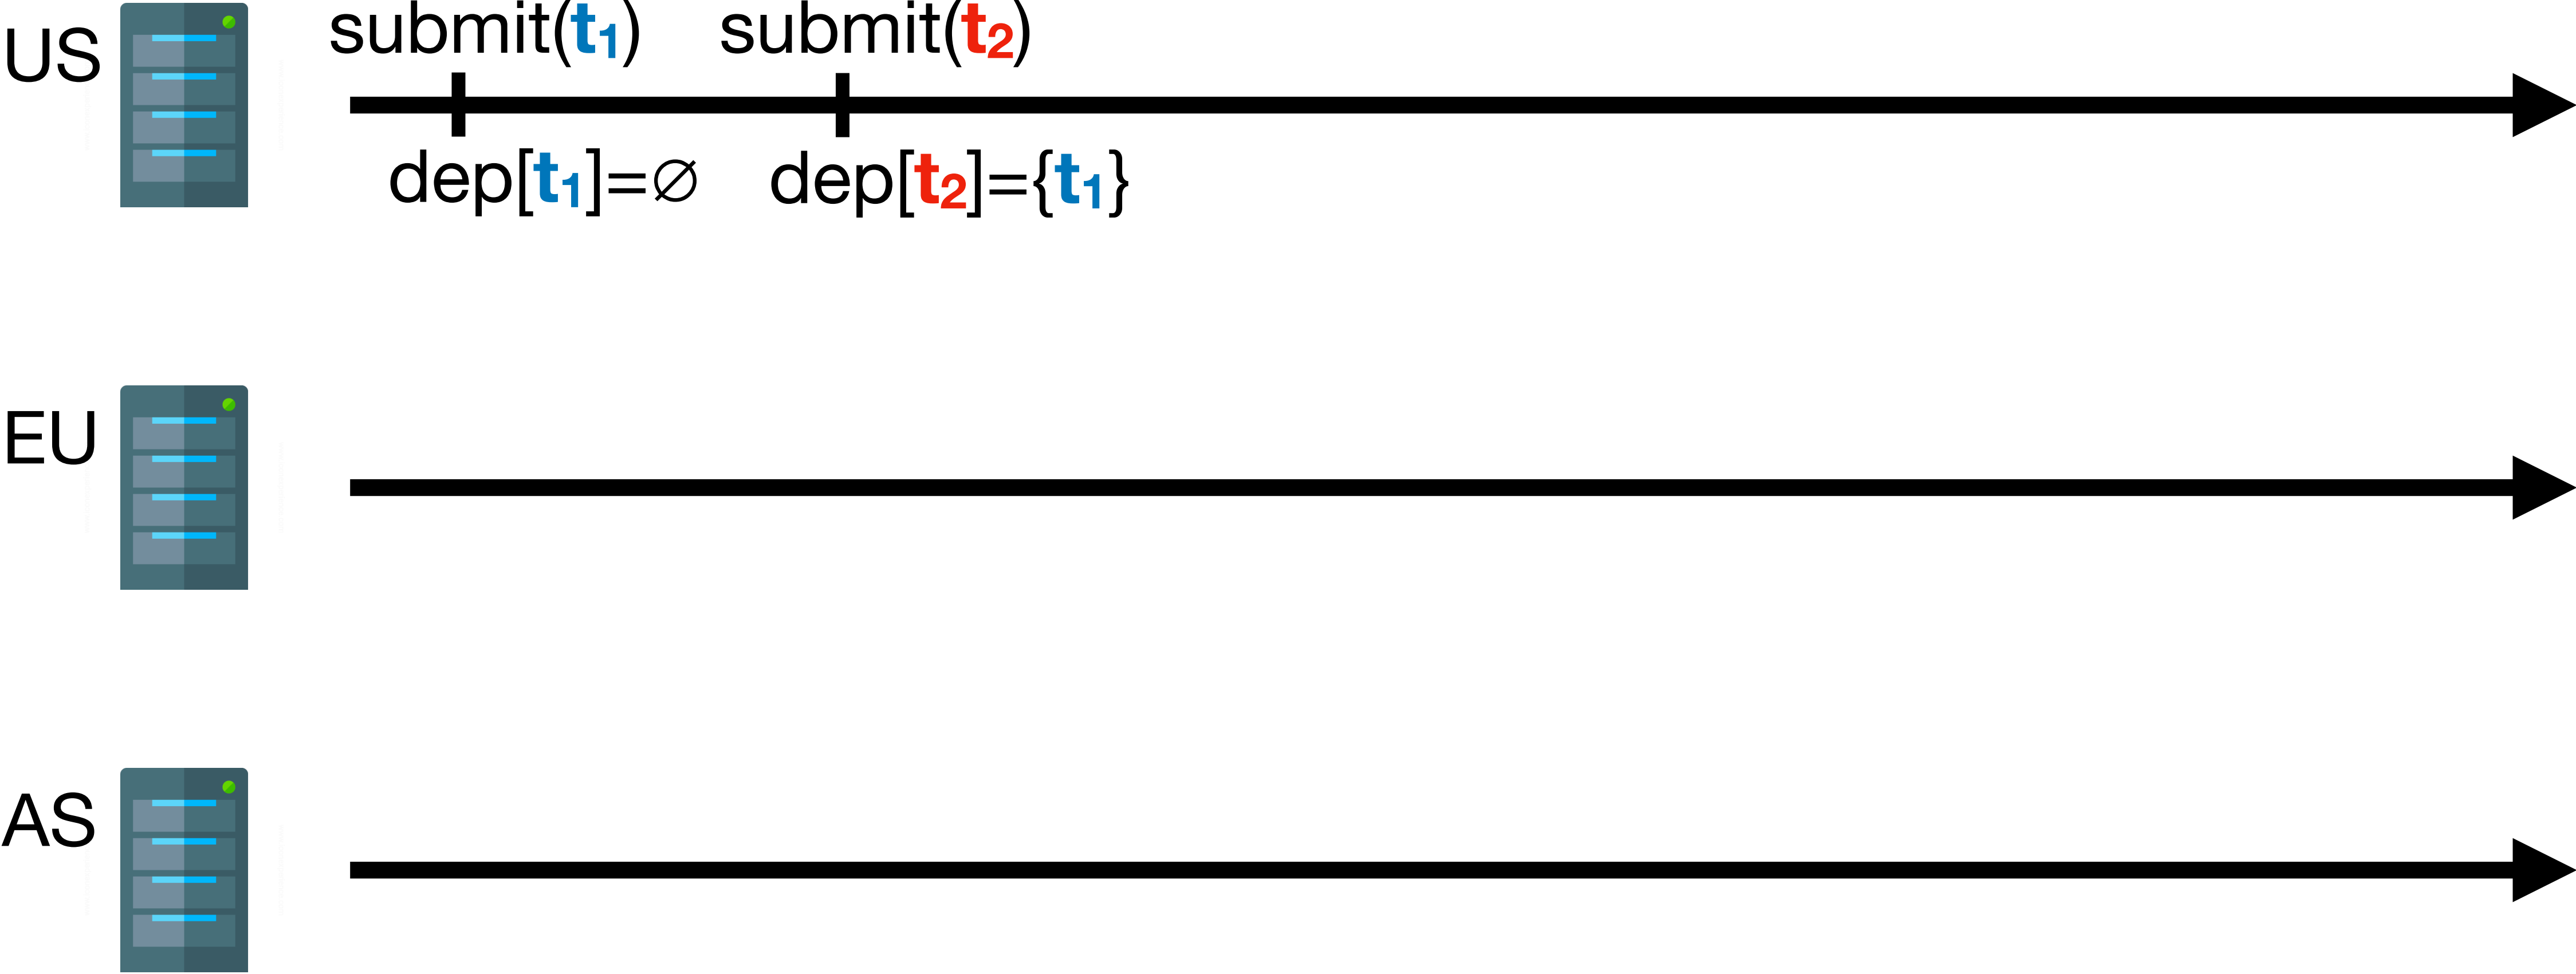 US
submit(t₁) submit(t₂)
dep[t₁]=∅ dep[t₂]={t₁}
EU
AS